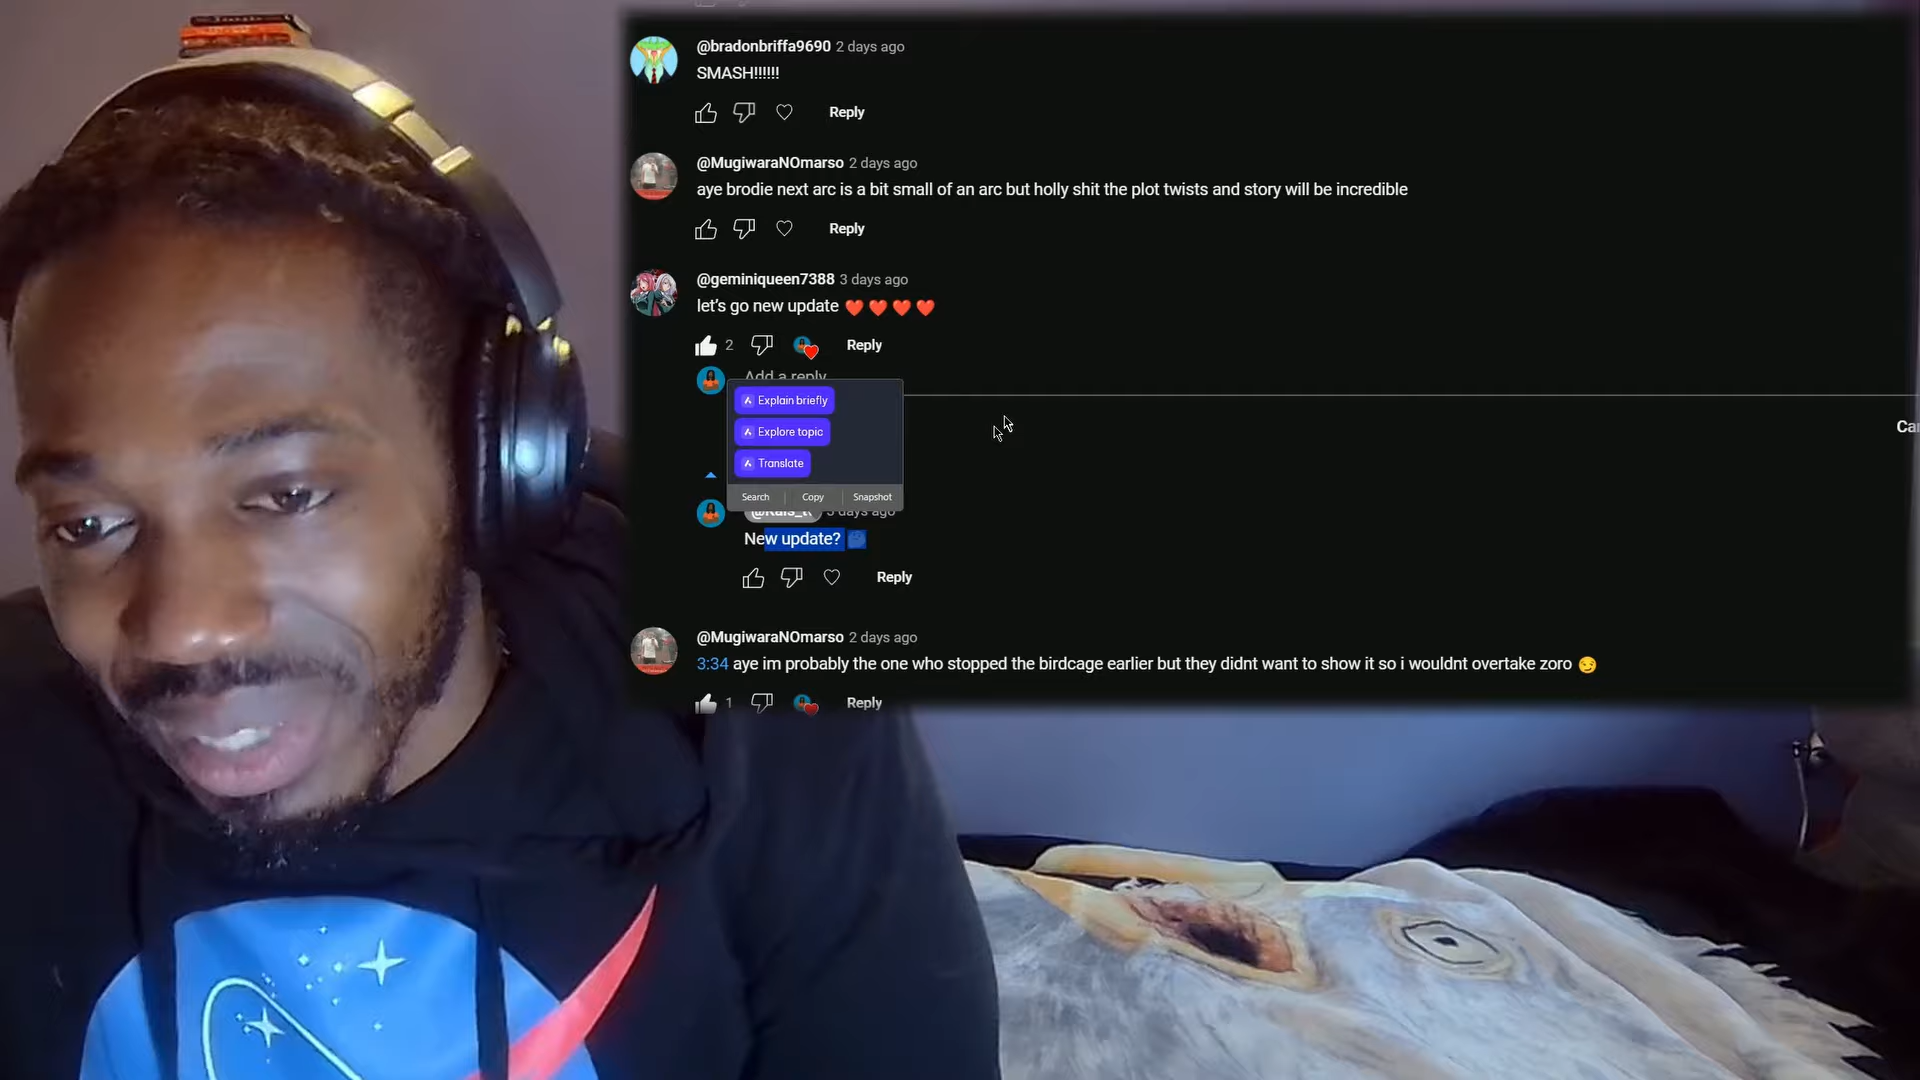 @bradonbriffa9690 2 days ago
SMASH!!!!!!
Reply
@MugiwaraNOmarso 2 days ago
aye brodie next arc is a bit small of an arc but holly shit the plot twists and story will be incredible
Reply
@geminiqueen7388 3 days ago
let's go new update ❤️ ❤️ ❤️ ❤️
2 Reply
Add a reply
Explain briefly
Explore topic
Translate
Search Copy Snapshot
3 days ago
New update?
Reply
@MugiwaraNOmarso 2 days ago
3:34 aye im probably the one who stopped the birdcage earlier but they didnt want to show it so i wouldnt overtake zoro 😏
1 Reply